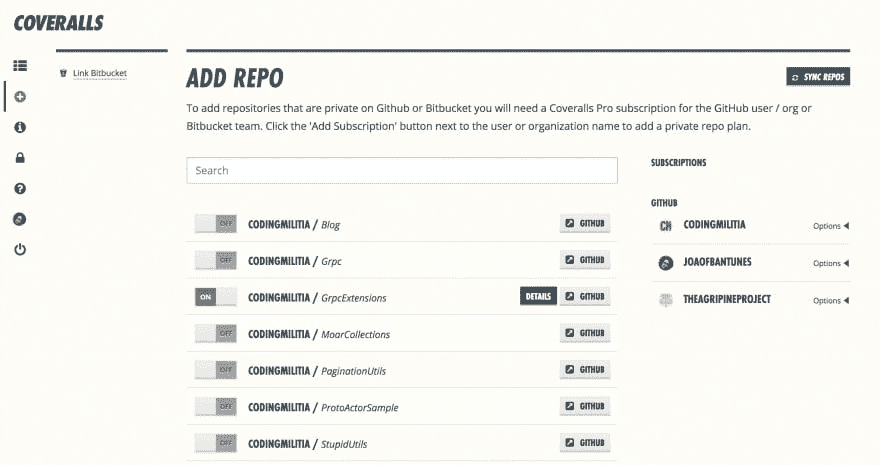 COVERALLS
Link Bitbucket
ADD REPO
SYNC REPOS
To add repositories that are private on Github or Bitbucket you will need a Coveralls Pro subscription for the GitHub user / org or
Bitbucket team. Click the 'Add Subscription' button next to the user or organization name to add a private repo plan.
Search
SUBSCRIPTIONS
GITHUB
CM CODINGMILITIA Options
JOAOFBANTUNES Options
THEAGRIPINEPROJECT Options
OFF CODINGMILITIA / Blog GITHUB
OFF CODINGMILITIA / Grpc GITHUB
ON CODINGMILITIA / GrpcExtensions DETAILS GITHUB
OFF CODINGMILITIA / MoarCollections GITHUB
OFF CODINGMILITIA / PaginationUtils GITHUB
OFF CODINGMILITIA / ProtoActorSample GITHUB
OFF CODINGMILITIA / StupidUtils GITHUB